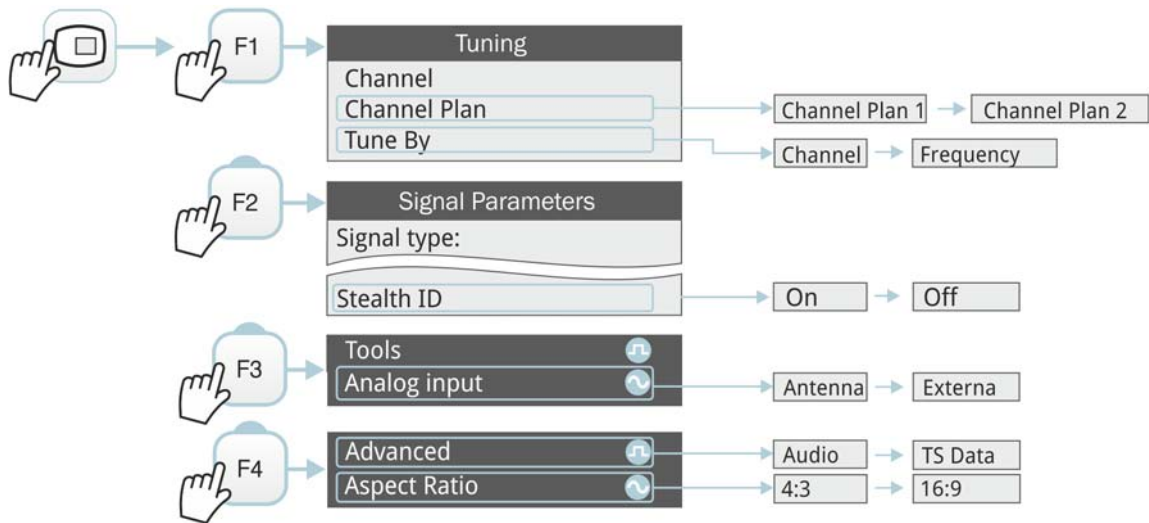 F1
Tuning
Channel
Channel Plan
Channel Plan 1
Channel Plan 2
Tune By
Channel
Frequency
F2
Signal Parameters
Signal type:
Stealth ID
On
Off
F3
Tools
Analog input
Antenna
Externa
F4
Advanced
Audio
TS Data
Aspect Ratio
4:3
16:9